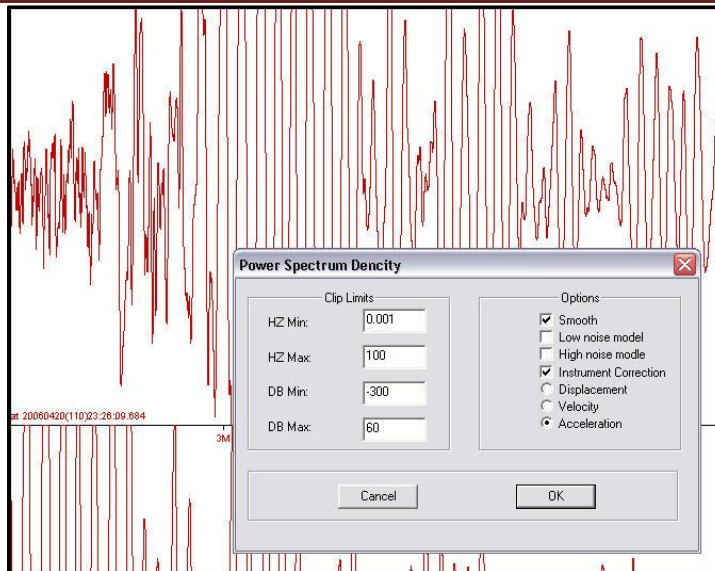 Power Spectrum Dencity
Clip Limits
HZ Min: 0.001
HZ Max: 100
DB Min: -300
DB Max: 60
Options
Smooth
Low noise model
High noise modle
Instrument Correction
Displacement
Velocity
Acceleration
Cancel OK
at 20060420(110)23:26:09.684
3M